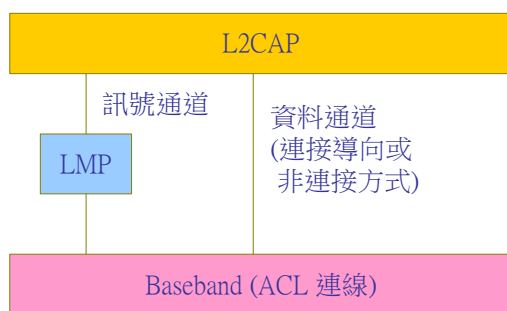 L2CAP
訊號通道
資料通道
(連接導向或
非連接方式)
LMP
Baseband (ACL 連線)